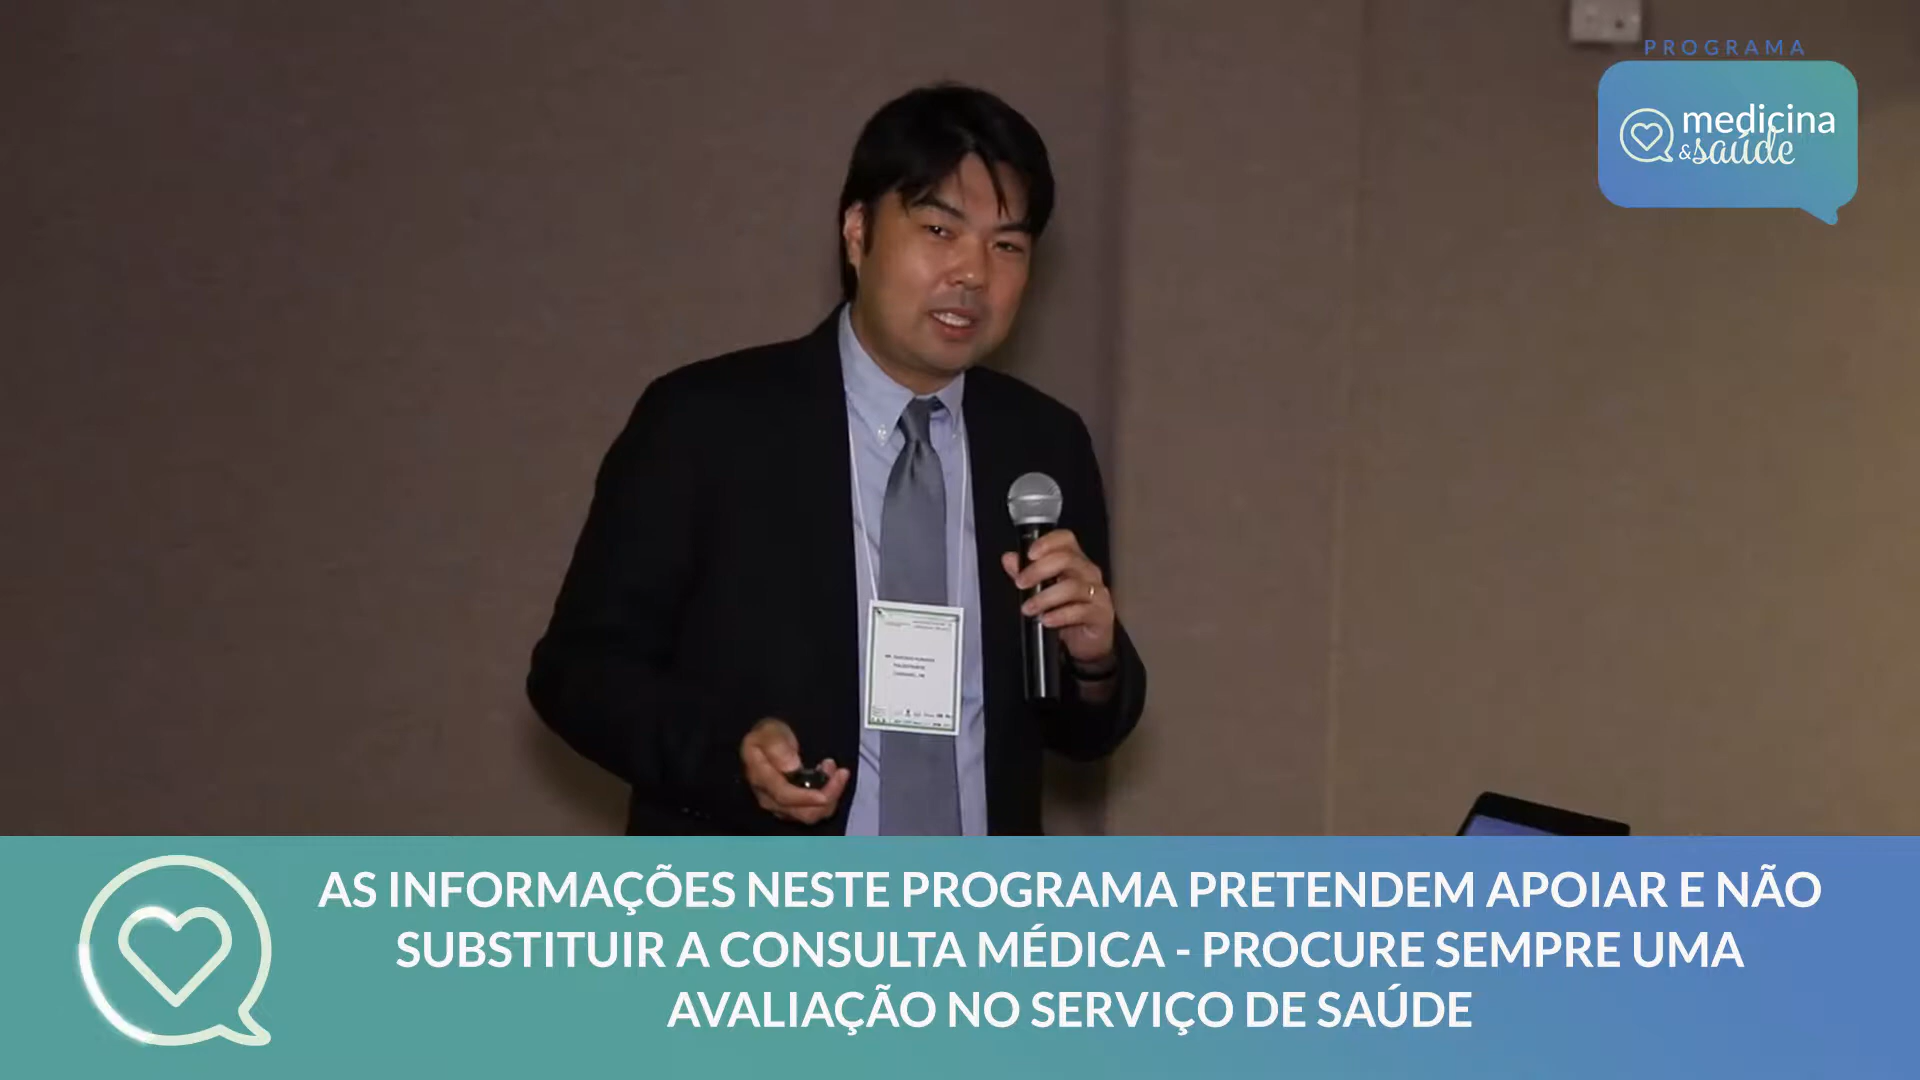 PROGRAMA
medicina
&saúde
AS INFORMAÇÕES NESTE PROGRAMA PRETENDEM APOIAR E NÃO
SUBSTITUIR A CONSULTA MÉDICA - PROCURE SEMPRE UMA
AVALIAÇÃO NO SERVIÇO DE SAÚDE